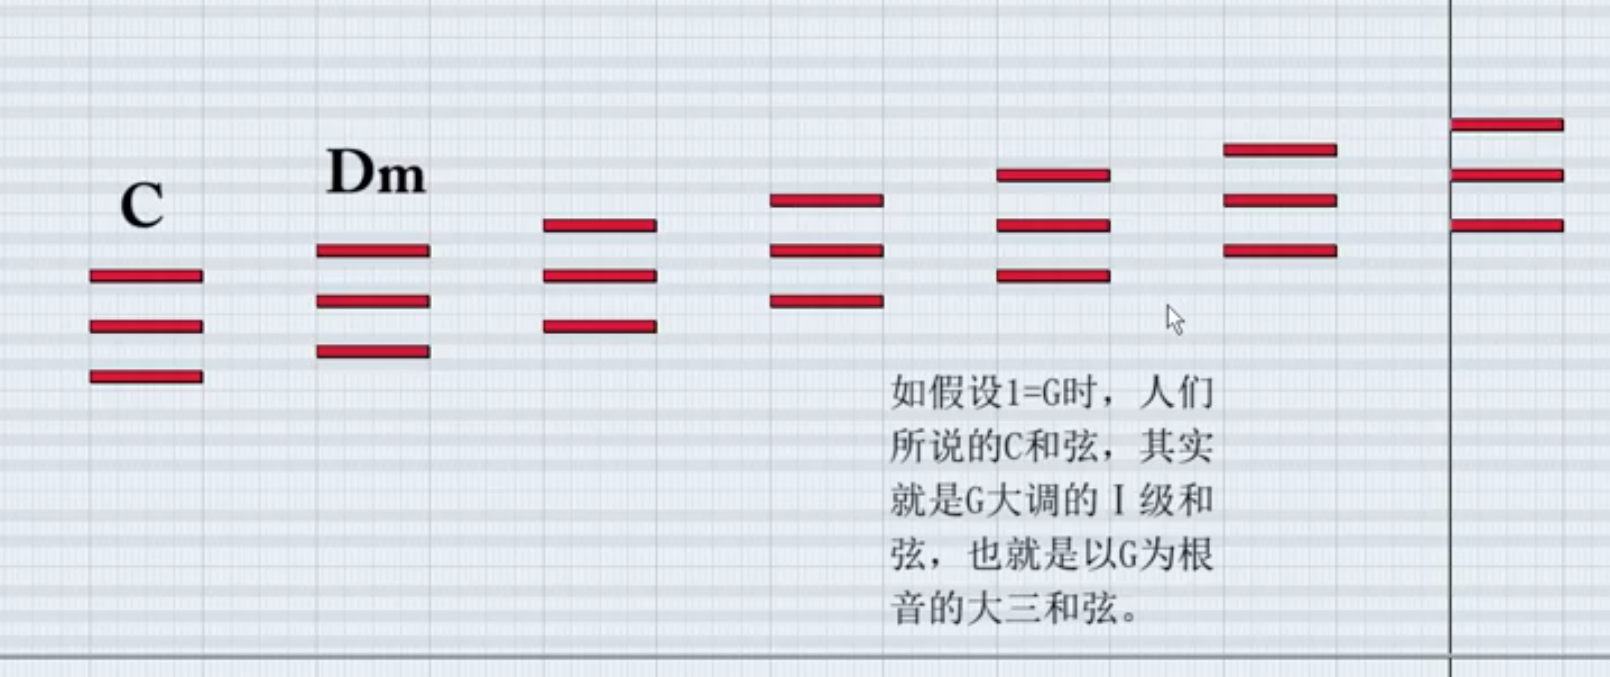 C
Dm
如假设1=G时，人们
所说的C和弦，其实
就是G大调的Ⅰ级和
弦，也就是以G为根
音的大三和弦。